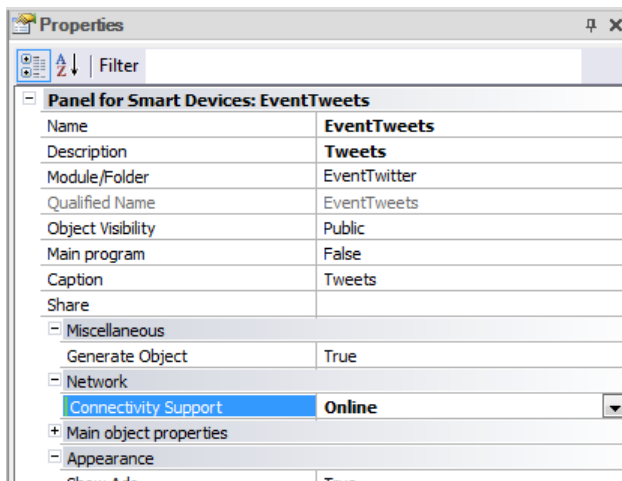 Properties
Filter
Panel for Smart Devices: EventTweets
Name EventTweets
Description Tweets
Module/Folder EventTwitter
Qualified Name EventTweets
Object Visibility Public
Main program False
Caption Tweets
Share
Miscellaneous
Generate Object True
Network
Connectivity Support Online
Main object properties
Appearance